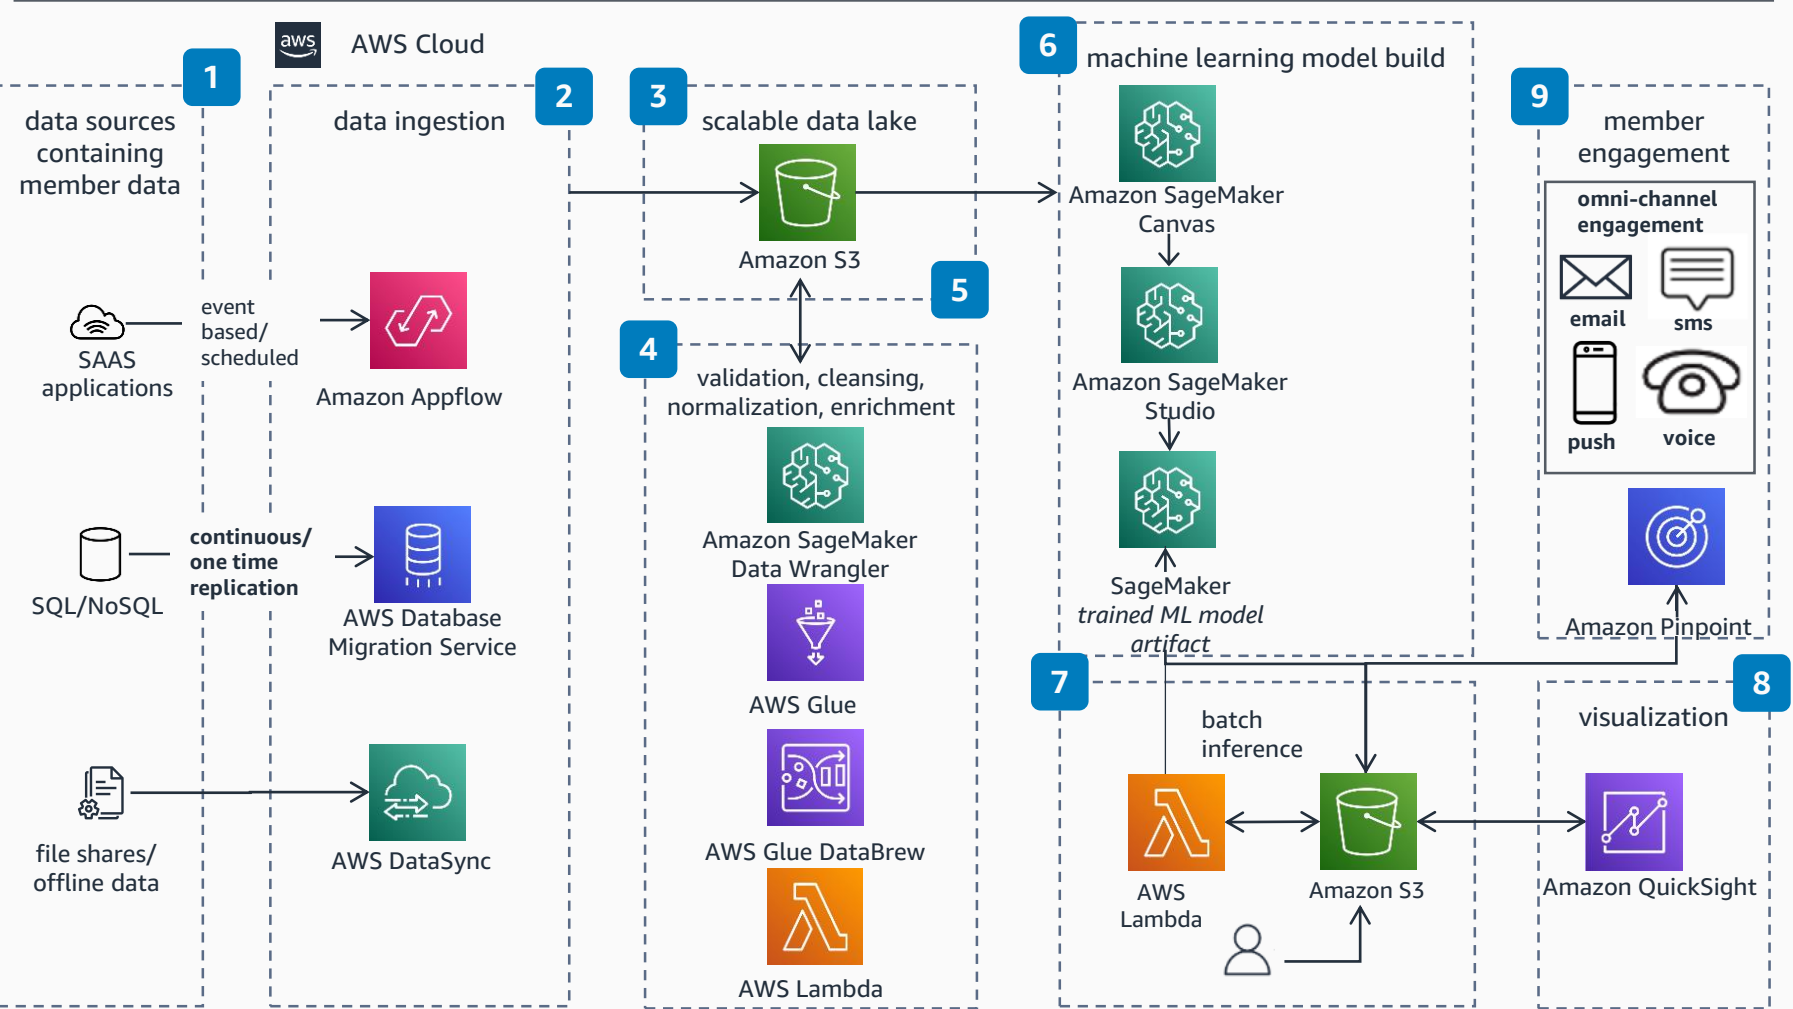 aws
AWS Cloud
1
data sources
containing
member data
SAAS
applications
event
based/
scheduled
SQL/NoSQL
continuous/
one time
replication
file shares/
offline data
2
data ingestion
Amazon Appflow
AWS Database
Migration Service
AWS DataSync
3
scalable data lake
Amazon S3
5
4
validation, cleansing,
normalization, enrichment
Amazon SageMaker
Data Wrangler
AWS Glue
AWS Glue DataBrew
AWS Lambda
6
machine learning model build
Amazon SageMaker
Canvas
Amazon SageMaker
Studio
SageMaker
trained ML model
artifact
7
batch
inference
AWS
Lambda
Amazon S3
8
visualization
Amazon QuickSight
9
member
engagement
omni-channel
engagement
email
sms
push
voice
Amazon Pinpoint